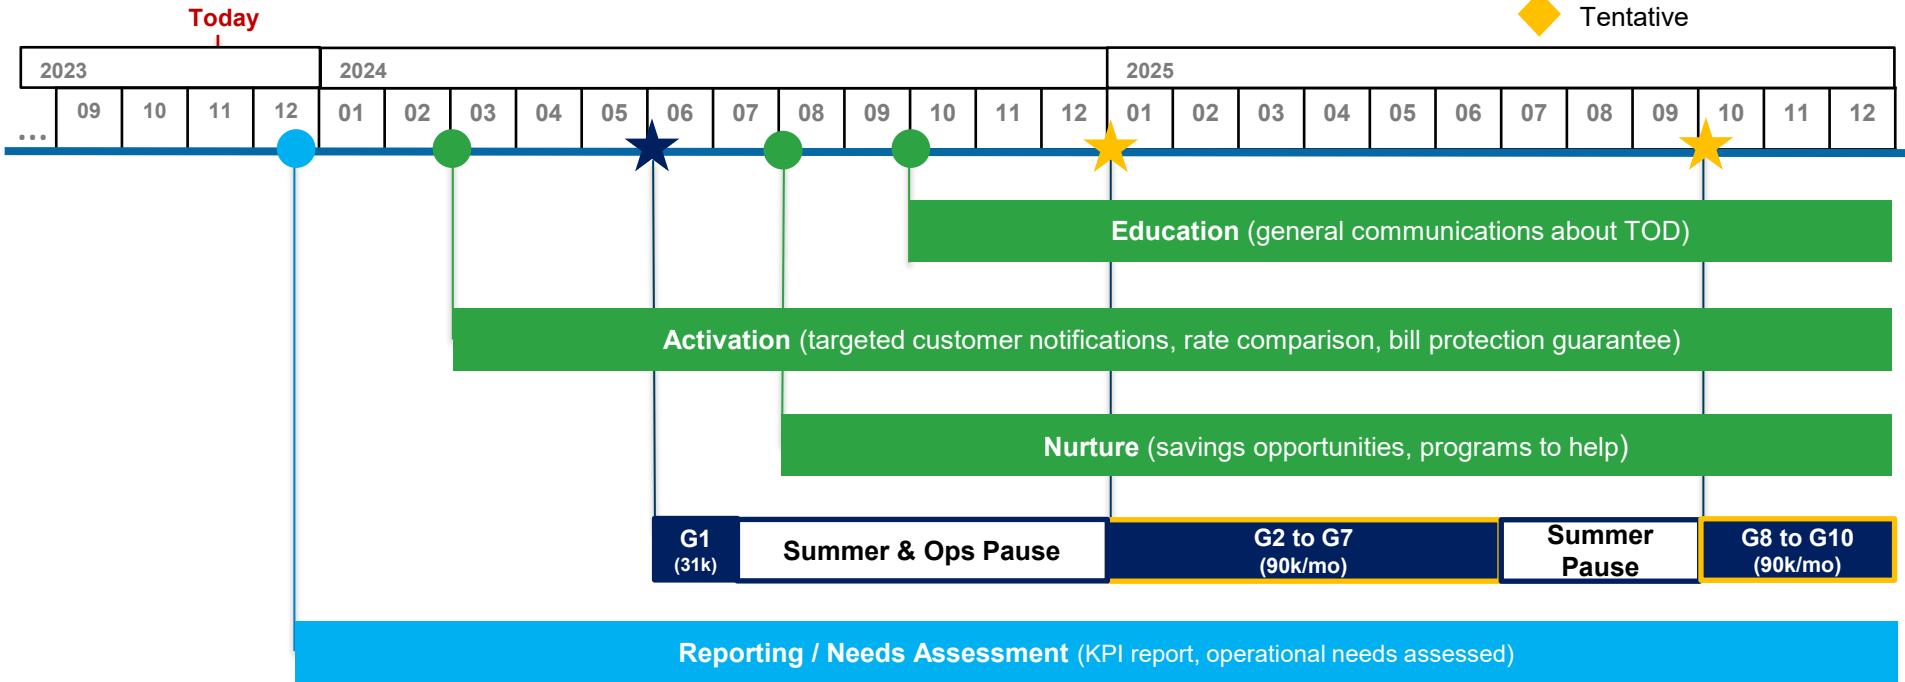 Today
Tentative
2023
2024
2025
...
09 10 11 12 01 02 03 04 05 06 07 08 09 10 11 12 01 02 03 04 05 06 07 08 09 10 11 12
Education (general communications about TOD)
Activation (targeted customer notifications, rate comparison, bill protection guarantee)
Nurture (savings opportunities, programs to help)
G1
(31k)
Summer & Ops Pause
G2 to G7
(90k/mo)
Summer
Pause
G8 to G10
(90k/mo)
Reporting / Needs Assessment (KPI report, operational needs assessed)